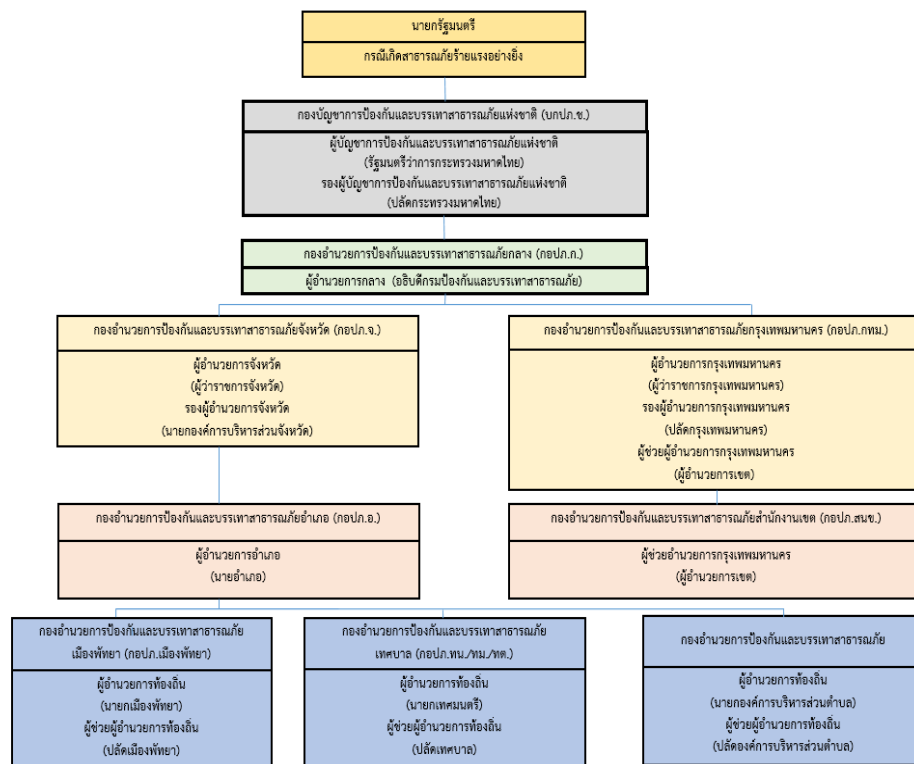 นายกรัฐมนตรี
กรณีเกิดสาธารณภัยร้ายแรงอย่างยิ่ง
กองบัญชาการป้องกันและบรรเทาสาธารณภัยแห่งชาติ (บกปภ.ช.)
ผู้บัญชาการป้องกันและบรรเทาสาธารณภัยแห่งชาติ
(รัฐมนตรีว่าการกระทรวงมหาดไทย)
รองผู้บัญชาการป้องกันและบรรเทาสาธารณภัยแห่งชาติ
(ปลัดกระทรวงมหาดไทย)
กองอำนวยการป้องกันและบรรเทาสาธารณภัยกลาง (กอปภ.ก.)
ผู้อำนวยการกลาง (อธิบดีกรมป้องกันและบรรเทาสาธารณภัย)
กองอำนวยการป้องกันและบรรเทาสาธารณภัยจังหวัด (กอปภ.จ.)
ผู้อำนวยการจังหวัด
(ผู้ว่าราชการจังหวัด)
รองผู้อำนวยการจังหวัด
(นายกองค์การบริหารส่วนจังหวัด)
กองอำนวยการป้องกันและบรรเทาสาธารณภัยกรุงเทพมหานคร (กอปภ.กทม.)
ผู้อำนวยการกรุงเทพมหานคร
(ผู้ว่าราชการกรุงเทพมหานคร)
รองผู้อำนวยการกรุงเทพมหานคร
(ปลัดกรุงเทพมหานคร)
ผู้ช่วยผู้อำนวยการกรุงเทพมหานคร
(ผู้อำนวยการเขต)
กองอำนวยการป้องกันและบรรเทาสาธารณภัยอำเภอ (กอปภ.อ.)
ผู้อำนวยการอำเภอ
(นายอำเภอ)
กองอำนวยการป้องกันและบรรเทาสาธารณภัยสำนักงานเขต (กอปภ.สนข.)
ผู้ช่วยอำนวยการกรุงเทพมหานคร
(ผู้อำนวยการเขต)
กองอำนวยการป้องกันและบรรเทาสาธารณภัย
เมืองพัทยา (กอปภ.เมืองพัทยา)
ผู้อำนวยการท้องถิ่น
(นายกเมืองพัทยา)
ผู้ช่วยผู้อำนวยการท้องถิ่น
(ปลัดเมืองพัทยา)
กองอำนวยการป้องกันและบรรเทาสาธารณภัย
เทศบาล (กอปภ.ทน./ทม./ทต.)
ผู้อำนวยการท้องถิ่น
(นายกเทศมนตรี)
ผู้ช่วยผู้อำนวยการท้องถิ่น
(ปลัดเทศบาล)
กองอำนวยการป้องกันและบรรเทาสาธารณภัย
ผู้อำนวยการท้องถิ่น
(นายกองค์การบริหารส่วนตำบล)
ผู้ช่วยผู้อำนวยการท้องถิ่น
(ปลัดองค์การบริหารส่วนตำบล)